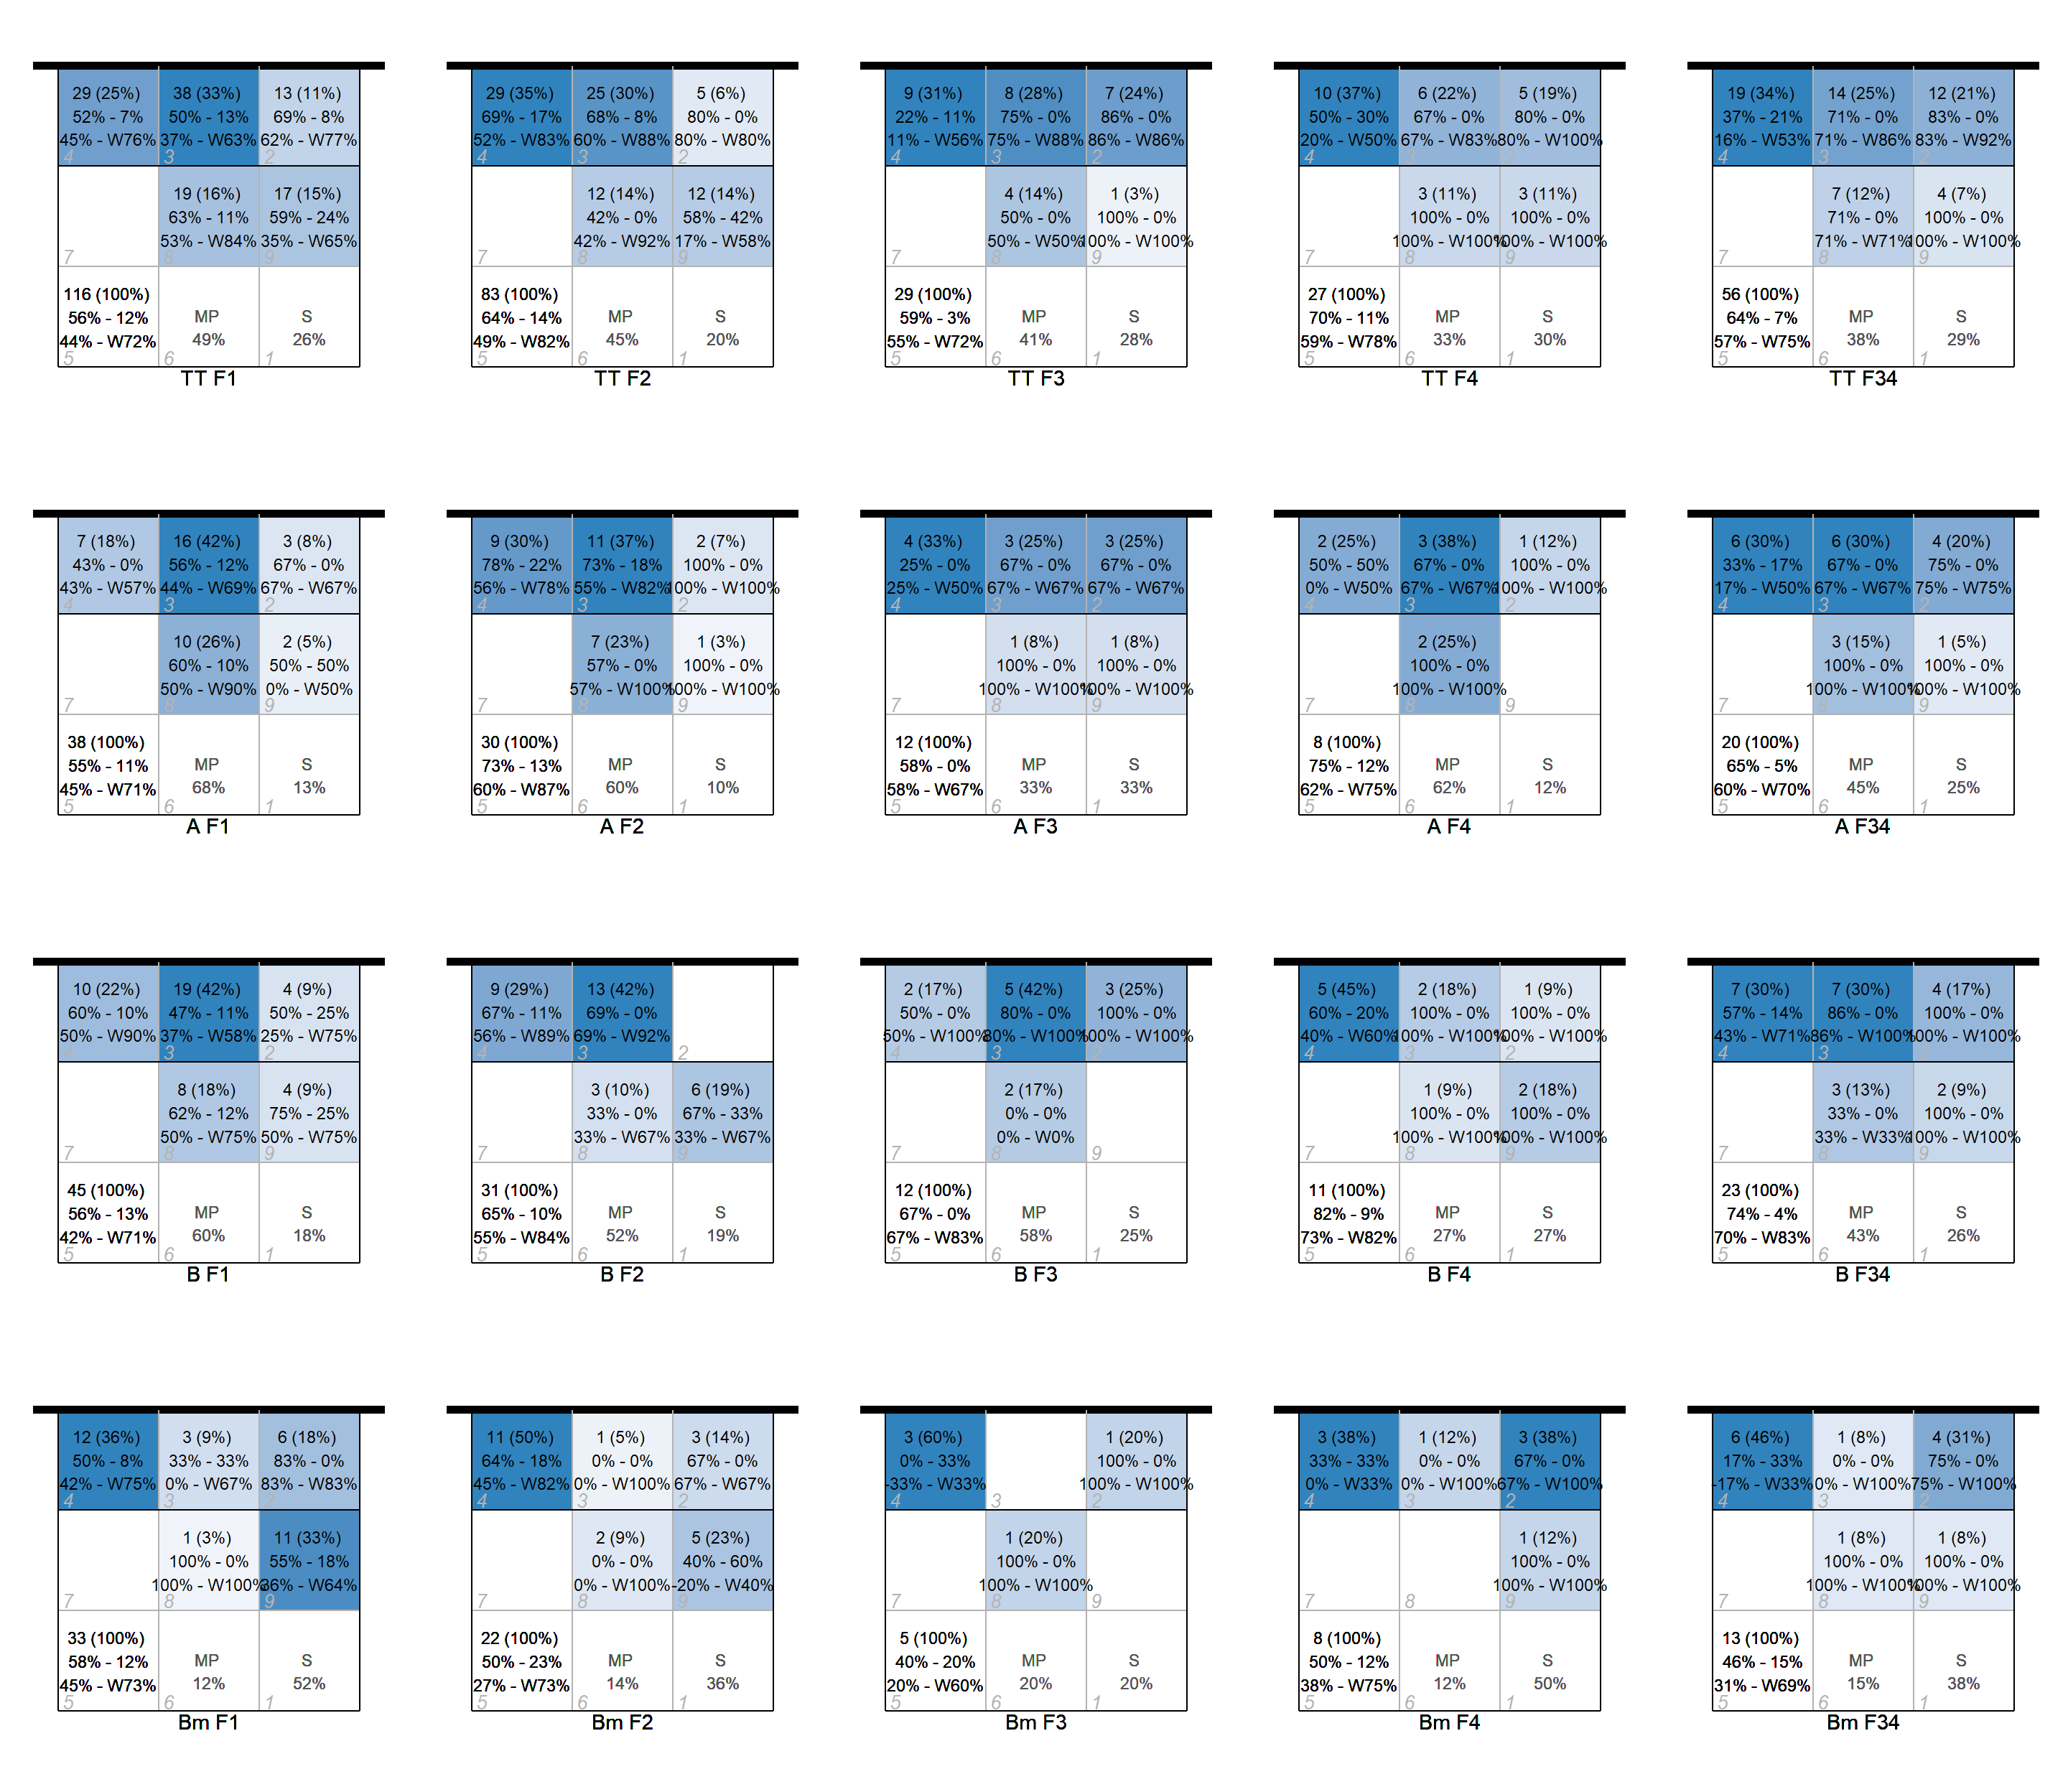 29 (25%)
52% - 7%
45% - W76%
4
38 (33%)
50% - 13%
37% - W63%
3
13 (11%)
69% - 8%
62% - W77%
2
7
19 (16%)
63% - 11%
53% - W84%
8
17 (15%)
59% - 24%
35% - W65%
9
116 (100%)
56% - 12%
44% - W72%
5
MP
49%
6
S
26%
1
TT F1
29 (35%)
69% - 17%
52% - W83%
4
25 (30%)
68% - 8%
60% - W88%
3
5 (6%)
80% - 0%
80% - W80%
2
7
12 (14%)
42% - 0%
42% - W92%
8
12 (14%)
58% - 42%
17% - W58%
9
83 (100%)
64% - 14%
49% - W82%
5
MP
45%
6
S
20%
1
TT F2
9 (31%)
22% - 11%
11% - W56%
4
8 (28%)
75% - 0%
75% - W88%
3
7 (24%)
86% - 0%
86% - W86%
2
7
4 (14%)
50% - 0%
50% - W50%
8
1 (3%)
100% - 0%
100% - W100%
9
29 (100%)
59% - 3%
55% - W72%
5
MP
41%
6
S
28%
1
TT F3
10 (37%)
50% - 30%
20% - W50%
4
6 (22%)
67% - 0%
67% - W83%
3
5 (19%)
80% - 0%
80% - W100%
2
7
3 (11%)
100% - 0%
100% - W100%
8
3 (11%)
100% - 0%
100% - W100%
9
27 (100%)
70% - 11%
59% - W78%
5
MP
33%
6
S
30%
1
TT F4
19 (34%)
37% - 21%
16% - W53%
4
14 (25%)
71% - 0%
71% - W86%
3
12 (21%)
83% - 0%
83% - W92%
2
7
7 (12%)
71% - 0%
71% - W71%
8
4 (7%)
100% - 0%
100% - W100%
9
56 (100%)
64% - 7%
57% - W75%
5
MP
38%
6
S
29%
1
TT F34
7 (18%)
43% - 0%
43% - W57%
4
16 (42%)
56% - 12%
44% - W69%
3
3 (8%)
67% - 0%
67% - W67%
2
7
10 (26%)
60% - 10%
50% - W90%
8
2 (5%)
50% - 50%
0% - W50%
9
38 (100%)
55% - 11%
45% - W71%
5
MP
68%
6
S
13%
1
A F1
9 (30%)
78% - 22%
56% - W78%
4
11 (37%)
73% - 18%
55% - W82%
3
2 (7%)
100% - 0%
100% - W100%
2
7
7 (23%)
57% - 0%
57% - W100%
8
1 (3%)
100% - 0%
100% - W100%
9
30 (100%)
73% - 13%
60% - W87%
5
MP
60%
6
S
10%
1
A F2
4 (33%)
25% - 0%
25% - W50%
4
3 (25%)
67% - 0%
67% - W67%
3
3 (25%)
67% - 0%
67% - W67%
2
7
1 (8%)
100% - 0%
100% - W100%
8
1 (8%)
100% - 0%
100% - W100%
9
12 (100%)
58% - 0%
58% - W67%
5
MP
33%
6
S
33%
1
A F3
2 (25%)
50% - 50%
0% - W50%
4
3 (38%)
67% - 0%
67% - W67%
3
1 (12%)
100% - 0%
100% - W100%
2
7
2 (25%)
100% - 0%
100% - W100%
8
9
8 (100%)
75% - 12%
62% - W75%
5
MP
62%
6
S
12%
1
A F4
6 (30%)
33% - 17%
17% - W50%
4
6 (30%)
67% - 0%
67% - W67%
3
4 (20%)
75% - 0%
75% - W75%
2
7
3 (15%)
100% - 0%
100% - W100%
8
1 (5%)
100% - 0%
100% - W100%
9
20 (100%)
65% - 5%
60% - W70%
5
MP
45%
6
S
25%
1
A F34
10 (22%)
60% - 10%
50% - W90%
4
19 (42%)
47% - 11%
37% - W58%
3
4 (9%)
50% - 25%
25% - W75%
2
7
8 (18%)
62% - 12%
50% - W75%
8
4 (9%)
75% - 25%
50% - W75%
9
45 (100%)
56% - 13%
42% - W71%
5
MP
60%
6
S
18%
1
B F1
9 (29%)
67% - 11%
56% - W89%
4
13 (42%)
69% - 0%
69% - W92%
3
2
7
3 (10%)
33% - 0%
33% - W67%
8
6 (19%)
67% - 33%
33% - W67%
9
31 (100%)
65% - 10%
55% - W84%
5
MP
52%
6
S
19%
1
B F2
2 (17%)
50% - 0%
50% - W100%
4
5 (42%)
80% - 0%
80% - W100%
3
3 (25%)
100% - 0%
100% - W100%
2
7
2 (17%)
0% - 0%
0% - W0%
8
9
12 (100%)
67% - 0%
67% - W83%
5
MP
58%
6
S
25%
1
B F3
5 (45%)
60% - 20%
40% - W60%
4
2 (18%)
100% - 0%
100% - W100%
3
1 (9%)
100% - 0%
100% - W100%
2
7
1 (9%)
100% - 0%
100% - W100%
8
2 (18%)
100% - 0%
100% - W100%
9
11 (100%)
82% - 9%
73% - W82%
5
MP
27%
6
S
27%
1
B F4
7 (30%)
57% - 14%
43% - W71%
4
7 (30%)
86% - 0%
86% - W100%
3
4 (17%)
100% - 0%
100% - W100%
2
7
3 (13%)
33% - 0%
33% - W33%
8
2 (9%)
100% - 0%
100% - W100%
9
23 (100%)
74% - 4%
70% - W83%
5
MP
43%
6
S
26%
1
B F34
12 (36%)
50% - 8%
42% - W75%
4
3 (9%)
33% - 33%
0% - W67%
3
6 (18%)
83% - 0%
83% - W83%
2
7
1 (3%)
100% - 0%
100% - W100%
8
11 (33%)
55% - 18%
36% - W64%
9
33 (100%)
58% - 12%
45% - W73%
5
MP
12%
6
S
52%
1
Bm F1
11 (50%)
64% - 18%
45% - W82%
4
1 (5%)
0% - 0%
0% - W100%
3
3 (14%)
67% - 0%
67% - W67%
2
7
2 (9%)
0% - 0%
0% - W100%
8
5 (23%)
40% - 60%
-20% - W40%
9
22 (100%)
50% - 23%
27% - W73%
5
MP
14%
6
S
36%
1
Bm F2
3 (60%)
0% - 33%
-33% - W33%
4
3
1 (20%)
100% - 0%
100% - W100%
2
7
1 (20%)
100% - 0%
100% - W100%
8
9
5 (100%)
40% - 20%
20% - W60%
5
MP
20%
6
S
20%
1
Bm F3
3 (38%)
33% - 33%
0% - W33%
4
1 (12%)
0% - 0%
0% - W100%
3
3 (38%)
67% - 0%
67% - W100%
2
7
8
1 (12%)
100% - 0%
100% - W100%
9
8 (100%)
50% - 12%
38% - W75%
5
MP
12%
6
S
50%
1
Bm F4
6 (46%)
17% - 33%
-17% - W33%
4
1 (8%)
0% - 0%
0% - W100%
3
4 (31%)
75% - 0%
75% - W100%
2
7
1 (8%)
100% - 0%
100% - W100%
8
1 (8%)
100% - 0%
100% - W100%
9
13 (100%)
46% - 15%
31% - W69%
5
MP
15%
6
S
38%
1
Bm F34